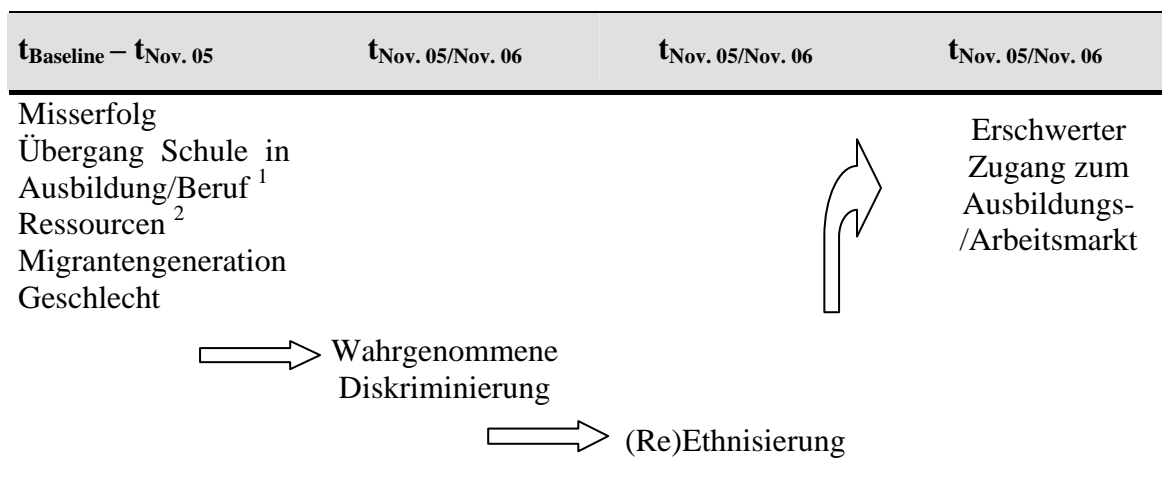 tBaseline – tNov. 05 tNov. 05/Nov. 06 tNov. 05/Nov. 06 tNov. 05/Nov. 06
Misserfolg
Übergang Schule in
Ausbildung/Beruf 1
Ressourcen 2
Migrantengeneration
Geschlecht
Wahrgenommene
Diskriminierung
(Re)Ethnisierung
Erschwerter
Zugang zum
Ausbildungs-
/Arbeitsmarkt